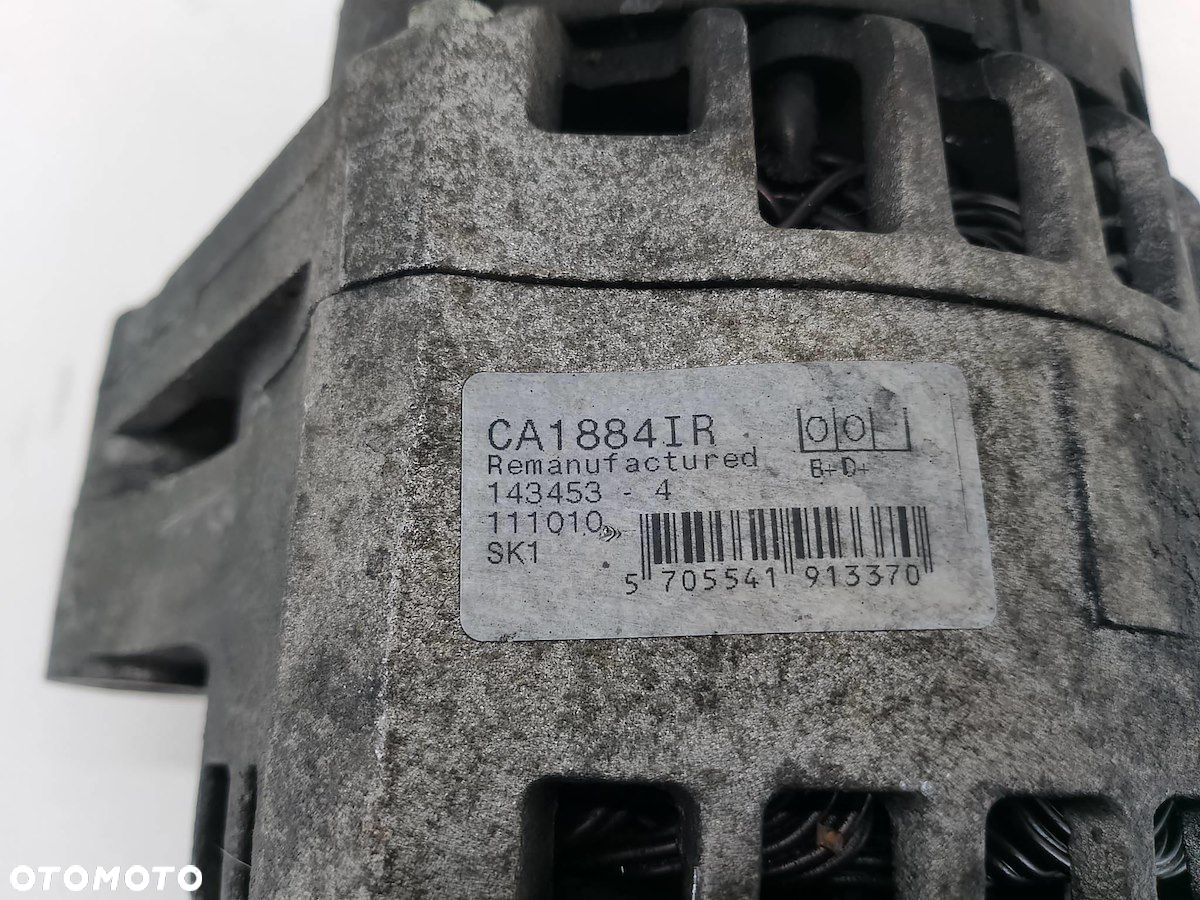 CA1884IR
Remanufactured
B+ D+
143453 - 4
111010
SK1
5 705541 913370
OTOMOTO